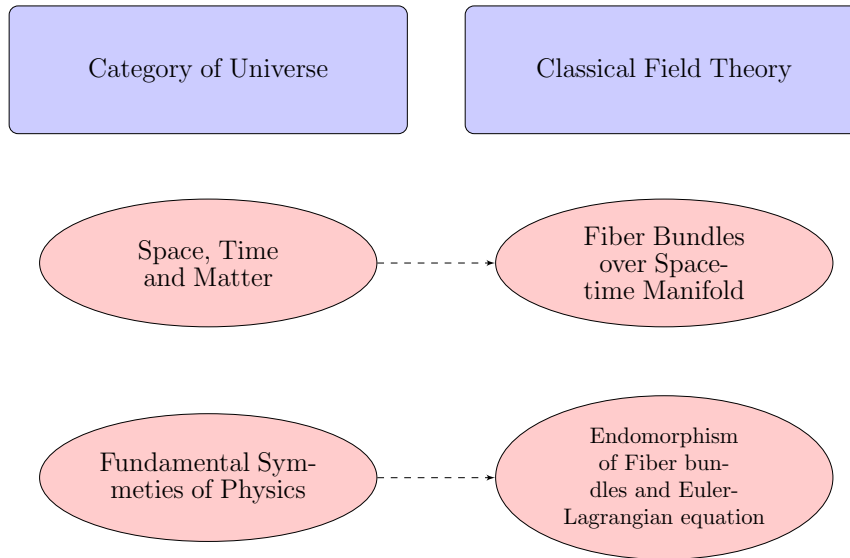 Category of Universe
Classical Field Theory
Space, Time
and Matter
Fiber Bundles
over Space-
time Manifold
Fundamental Sym-
meties of Physics
Endomorphism
of Fiber bun-
dles and Euler-
Lagrangian equation